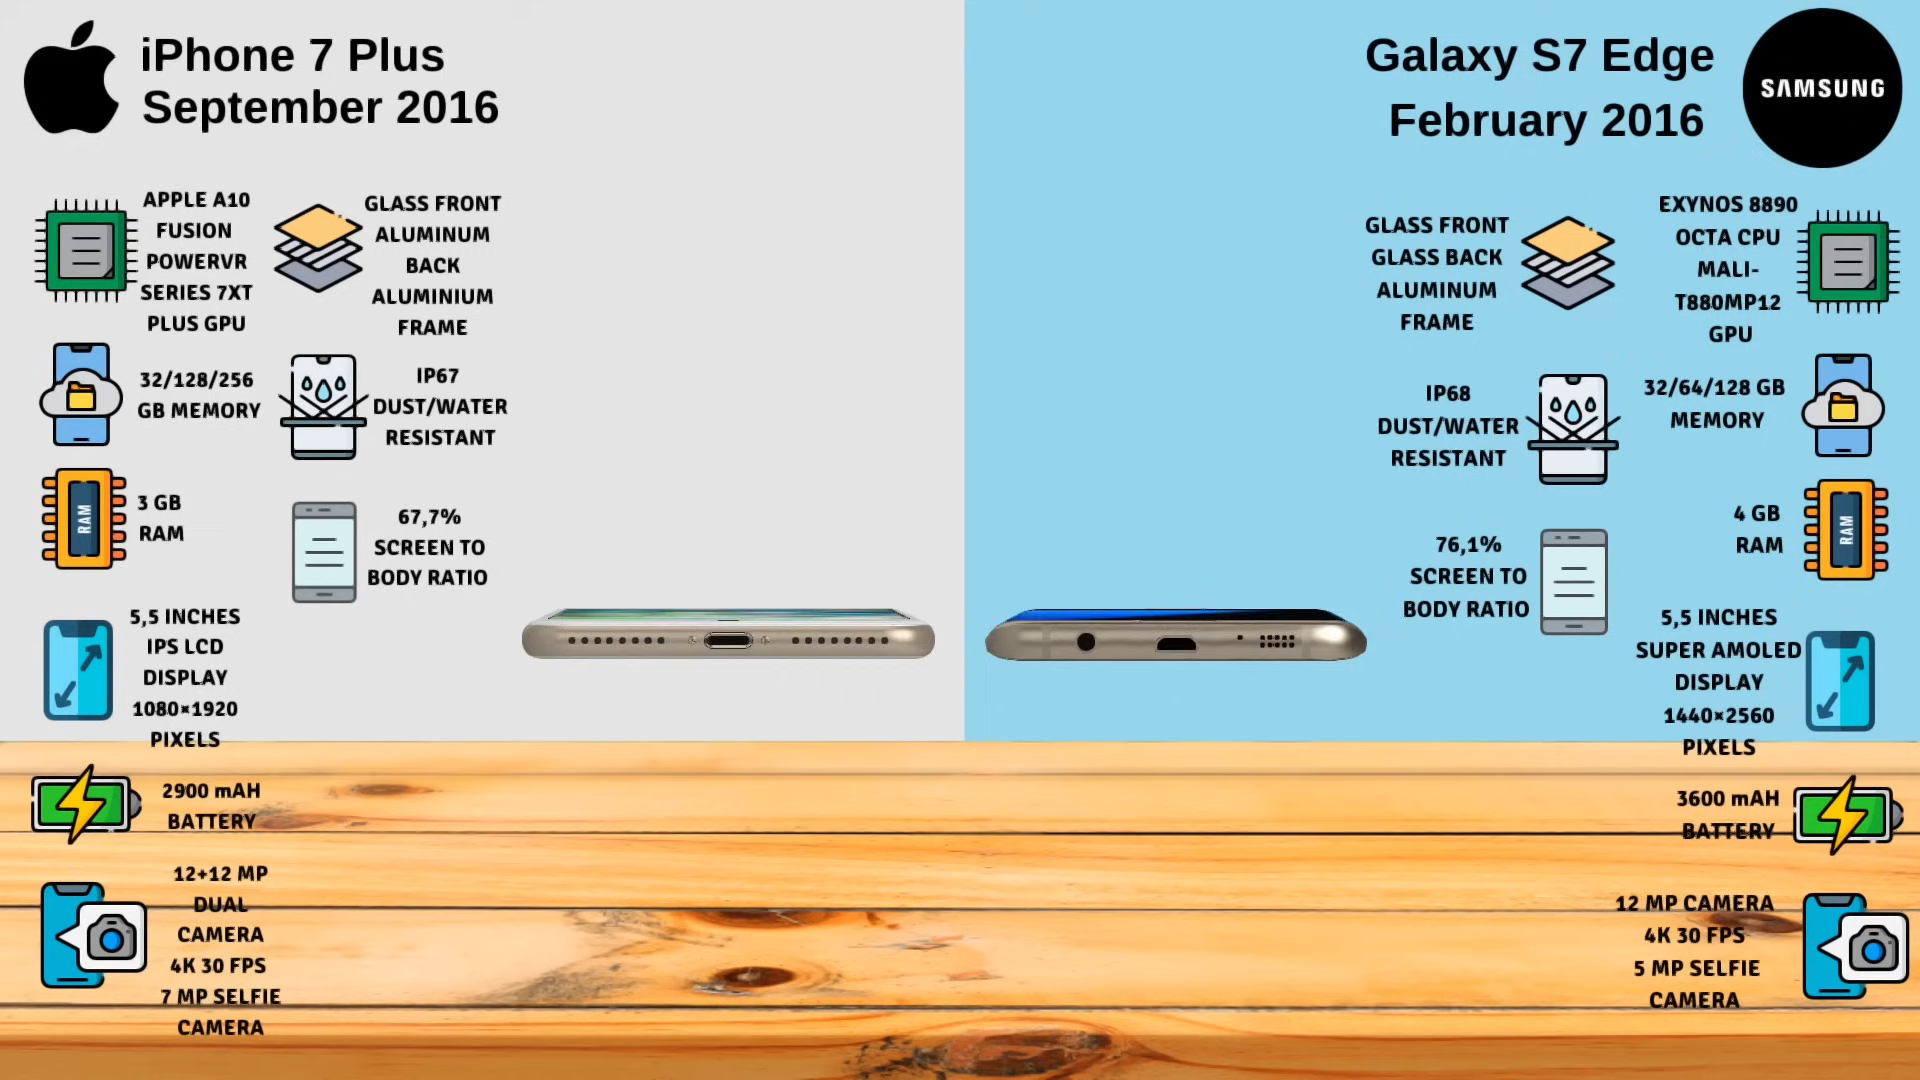 iPhone 7 Plus
September 2016
APPLE A10
FUSION
POWERVR
SERIES 7XT
PLUS GPU
32/128/256
GB MEMORY
RAM
3 GB
RAM
5,5 INCHES
IPS LCD
DISPLAY
1080×1920
PIXELS
2900 mAH
BATTERY
12+12 MP
DUAL
CAMERA
4K 30 FPS
7 MP SELFIE
CAMERA
GLASS FRONT
ALUMINUM
BACK
ALUMINIUM
FRAME
IP67
DUST/WATER
RESISTANT
67,7%
SCREEN TO
BODY RATIO
Galaxy S7 Edge
February 2016
SAMSUNG
GLASS FRONT
GLASS BACK
ALUMINUM
FRAME
IP68
DUST/WATER
RESISTANT
76,1%
SCREEN TO
BODY RATIO
EXYNOS 8890
OCTA CPU
MALI-
T880MP12
GPU
32/64/128 GB
MEMORY
4 GB
RAM
RAM
5,5 INCHES
SUPER AMOLED
DISPLAY
1440×2560
PIXELS
3600 mAH
BATTERY
12 MP CAMERA
4K 30 FPS
5 MP SELFIE
CAMERA